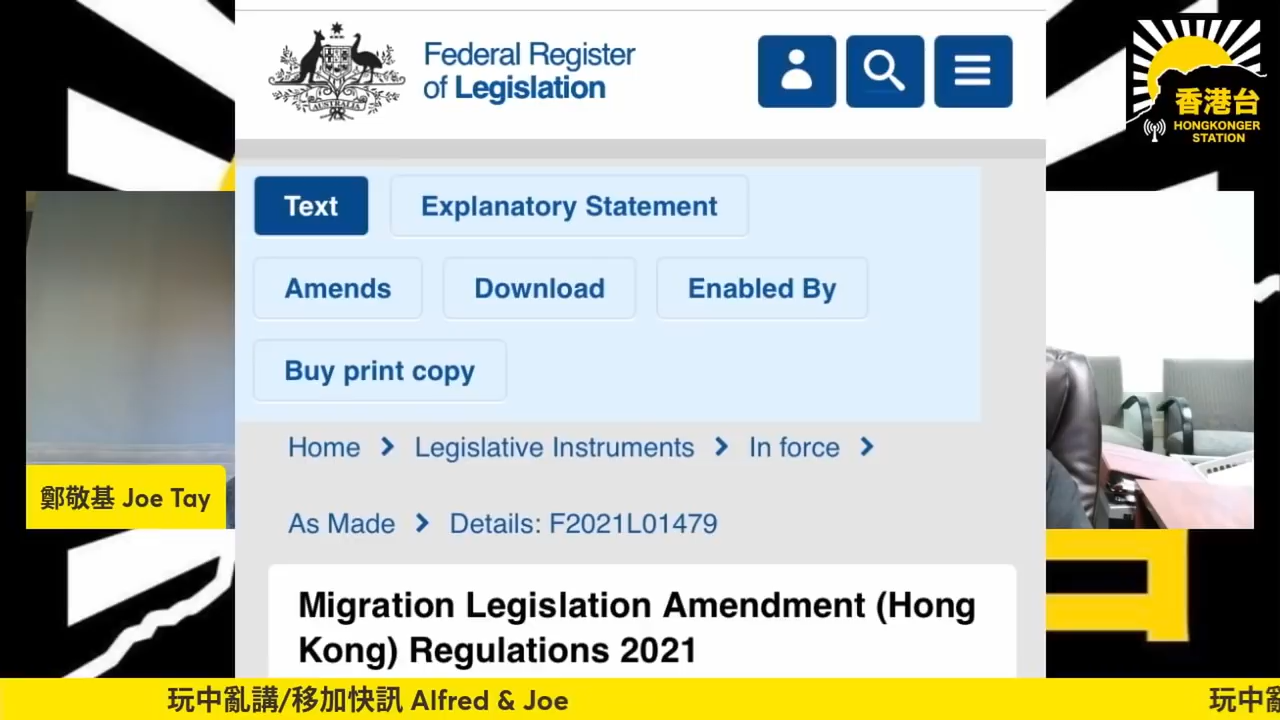 Federal Register
of Legislation
AUSTRALIA
香港台
HONGKONGER
STATION
Text
Explanatory Statement
Amends
Download
Enabled By
Buy print copy
Home > Legislative Instruments > In force >
As Made > Details: F2021L01479
鄭敬基 Joe Tay
Migration Legislation Amendment (Hong
Kong) Regulations 2021
玩中亂講/移加快訊 Alfred & Joe
玩中亂